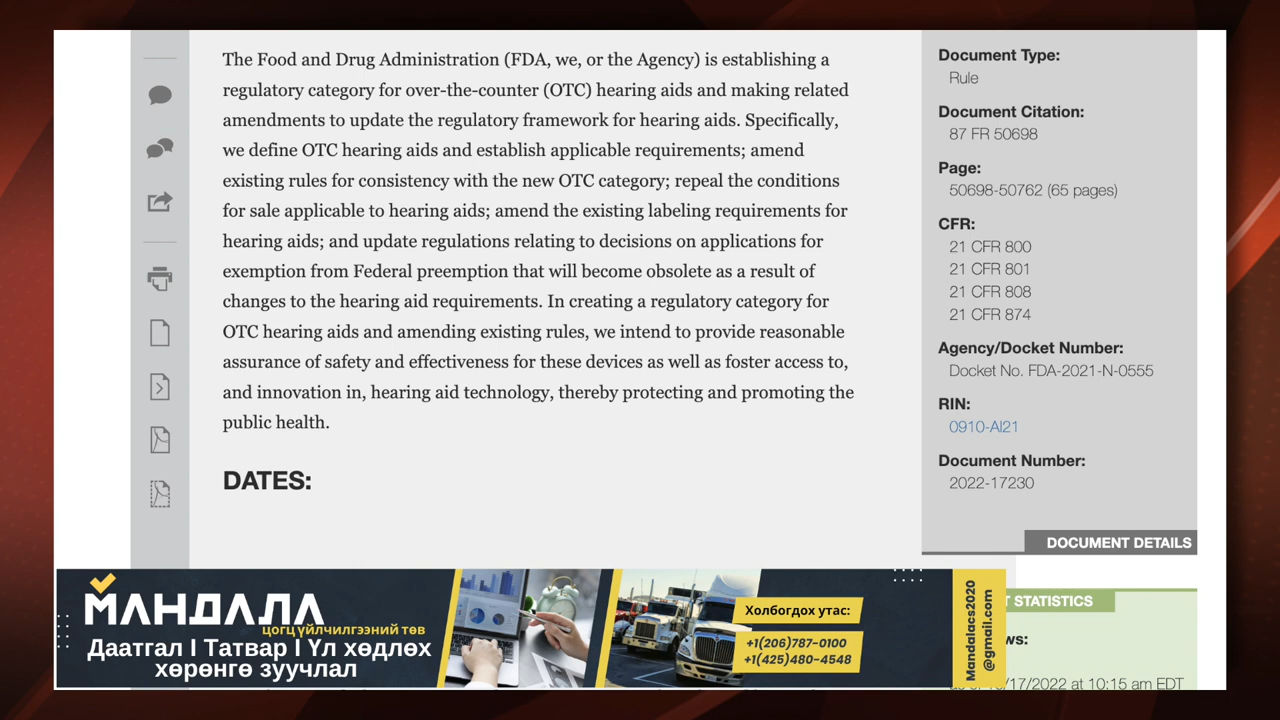 The Food and Drug Administration (FDA, we, or the Agency) is establishing a
regulatory category for over-the-counter (OTC) hearing aids and making related
amendments to update the regulatory framework for hearing aids. Specifically,
we define OTC hearing aids and establish applicable requirements; amend
existing rules for consistency with the new OTC category; repeal the conditions
for sale applicable to hearing aids; amend the existing labeling requirements for
hearing aids; and update regulations relating to decisions on applications for
exemption from Federal preemption that will become obsolete as a result of
changes to the hearing aid requirements. In creating a regulatory category for
OTC hearing aids and amending existing rules, we intend to provide reasonable
assurance of safety and effectiveness for these devices as well as foster access to,
and innovation in, hearing aid technology, thereby protecting and promoting the
public health.
DATES:
Document Type:
Rule
Document Citation:
87 FR 50698
Page:
50698-50762 (65 pages)
CFR:
21 CFR 800
21 CFR 801
21 CFR 808
21 CFR 874
Agency/Docket Number:
Docket No. FDA-2021-N-0555
RIN:
0910-AI21
Document Number:
2022-17230
DOCUMENT DETAILS
T STATISTICS
ws:
/17/2022 at 10:15 am EDT
МАНДАЛА
цогц үйлчилгээний төв
Даатгал I Татвар I Үл хөдлөх
хөрөнгө зуучлал
Холбогдох утас:
+1(206)787-0100
+1(425)480-4548
Mandalacs2020
@gmail.com